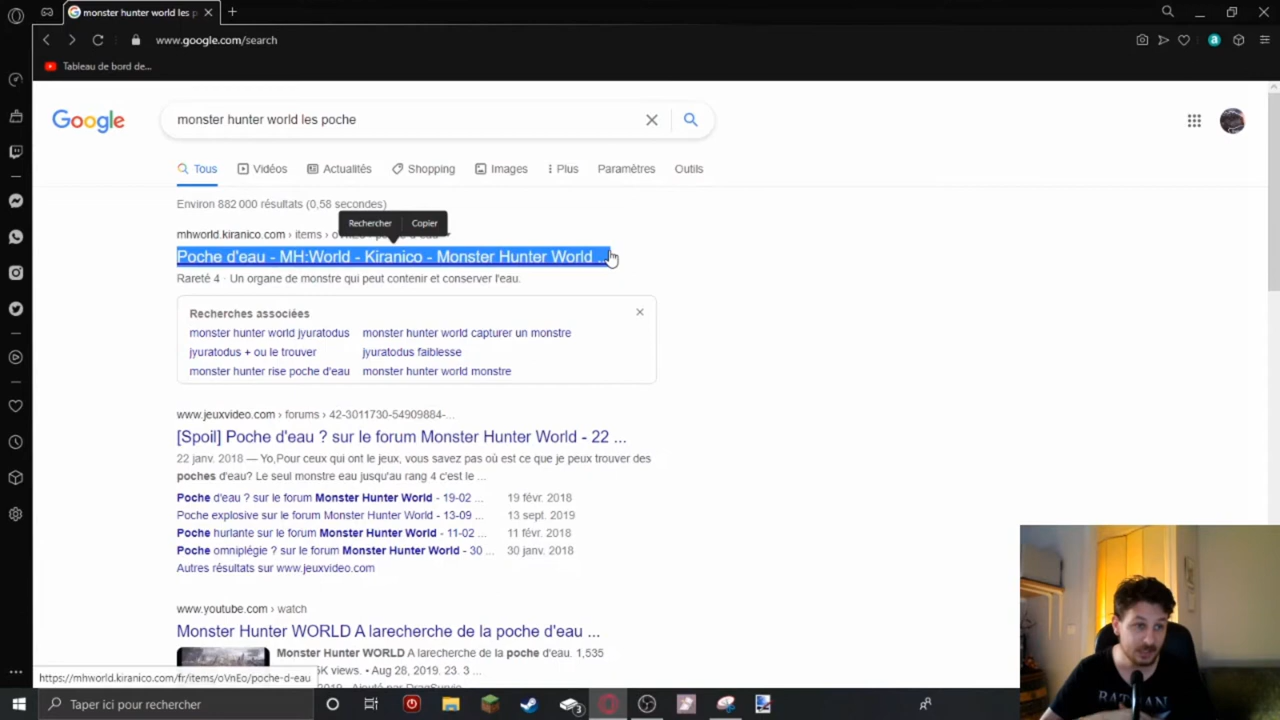 monster hunter world les p
Tableau de bord de...
www.google.com/search
Google
monster hunter world les poche
Tous Vidéos Actualités Shopping Images Plus Paramètres Outils
Environ 882 000 résultats (0,58 secondes)
Rechercher Copier
mhworld.kiranico.com › items ›
Poche d'eau - MH:World - Kiranico - Monster Hunter World ...
Rareté 4 · Un organe de monstre qui peut contenir et conserver l'eau.
Recherches associées
monster hunter world jyuratodus monster hunter world capturer un monstre
jyuratodus + ou le trouver jyuratodus faiblesse
monster hunter rise poche d'eau monster hunter world monstre
www.jeuxvideo.com › forums › 42-3011730-54909884-...
[Spoil] Poche d'eau ? sur le forum Monster Hunter World - 22 ...
22 janv. 2018 — Yo,Pour ceux qui ont le jeux, vous savez pas où est ce que je peux trouver des
poches d'eau? Le seul monstre eau jusqu'au rang 4 c'est le ...
Poche d'eau ? sur le forum Monster Hunter World - 19-02 ... 19 févr. 2018
Poche explosive sur le forum Monster Hunter World - 13-09 ... 13 sept. 2019
Poche hurlante sur le forum Monster Hunter World - 11-02 ... 11 févr. 2018
Poche omniplégie ? sur le forum Monster Hunter World - 30 ... 30 janv. 2018
Autres résultats sur www.jeuxvideo.com
www.youtube.com › watch
Monster Hunter WORLD A larecherche de la poche d'eau ...
Monster Hunter WORLD A larecherche de la poche d'eau. 1,535
5K views. • Aug 28, 2019. 23. 3 ...
https://mhworld.kiranico.com/fr/items/oVnEo/poche-d-eau
Taper ici pour rechercher
3